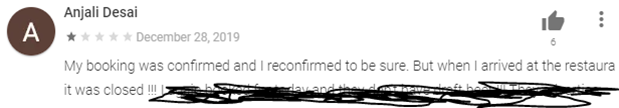 A
Anjali Desai
December 28, 2019
6
My booking was confirmed and I reconfirmed to be sure. But when I arrived at the restaura
it was closed !!!